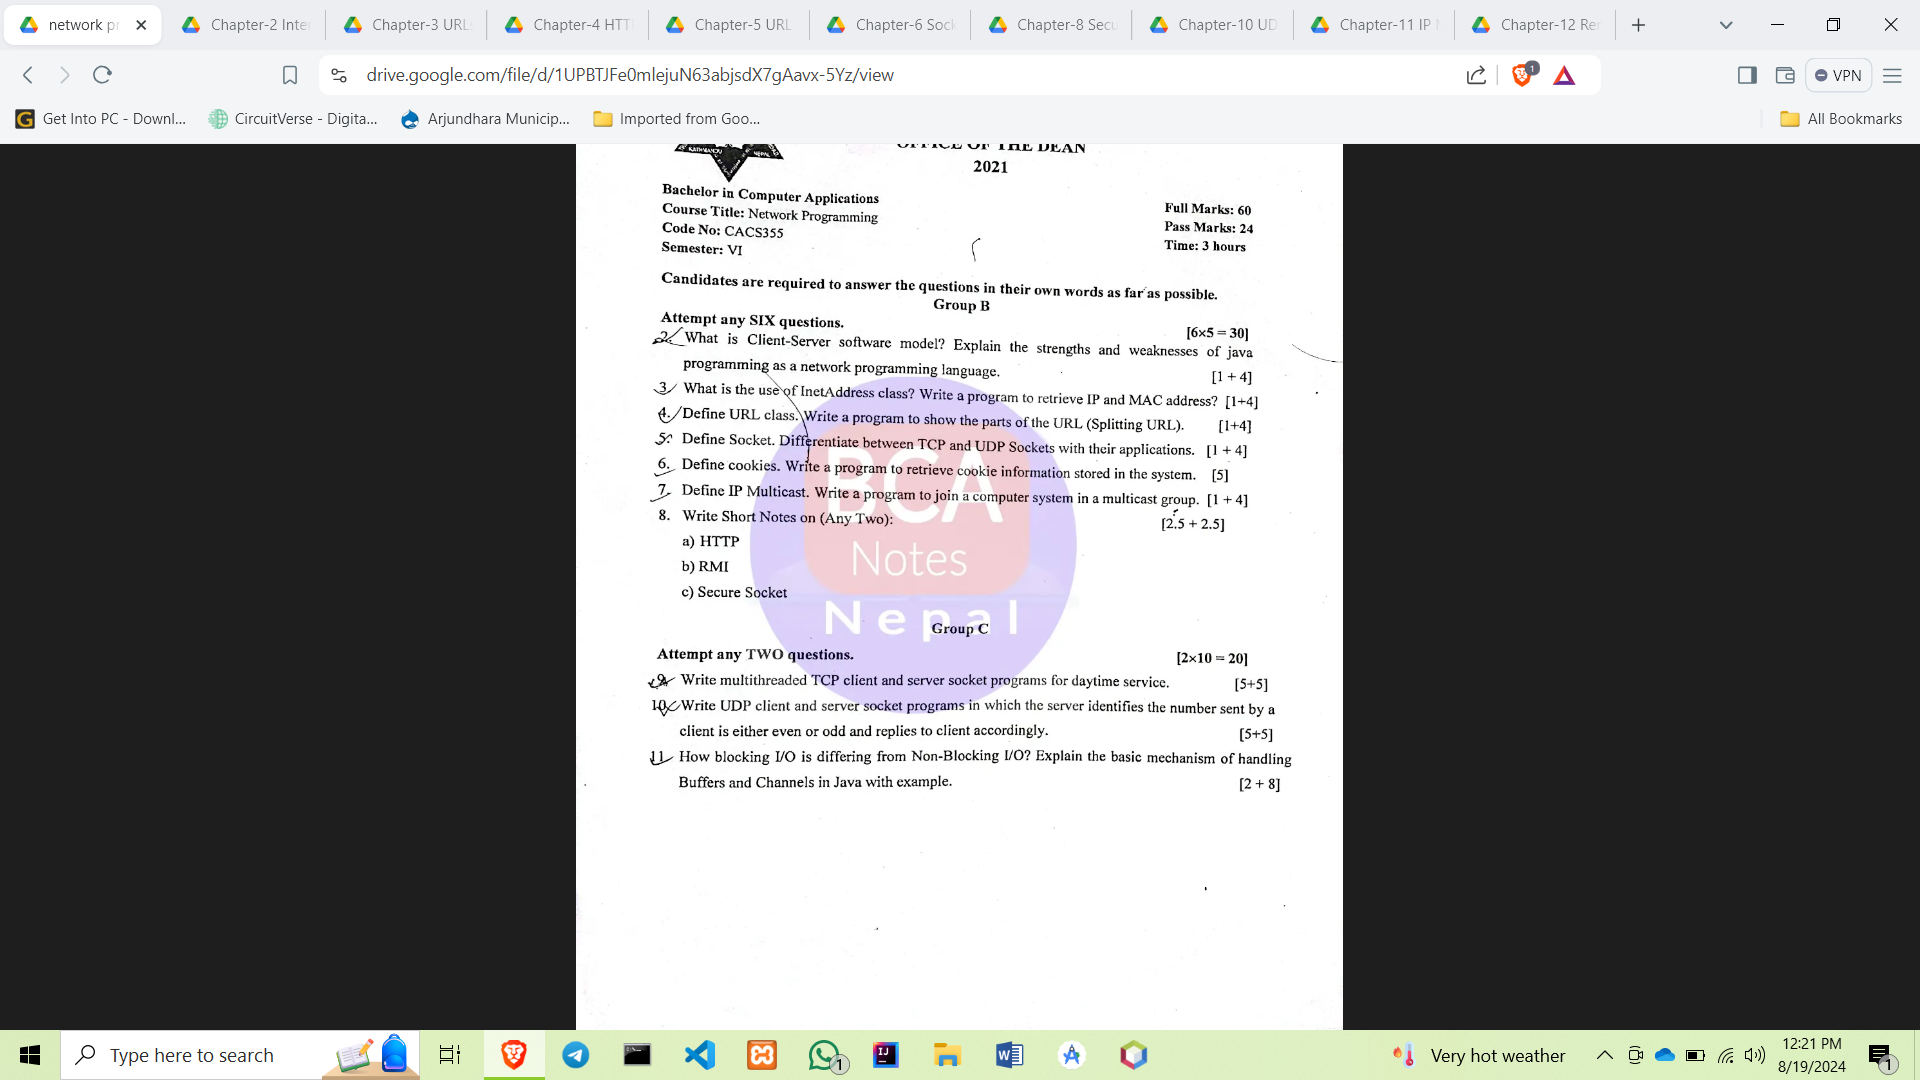 network pr
Chapter-2 Inte
Chapter-3 URL
Chapter-4 HTT
Chapter-5 URL
Chapter-6 Sock
Chapter-8 Secu
Chapter-10 UD
Chapter-11 IP
Chapter-12 Re
drive.google.com/file/d/1UPBTJFe0mlejuN63abjsdX7gAavx-5Yz/view
1
VPN
Get Into PC - Downl...
CircuitVerse - Digita...
Arjundhara Municip...
Imported from Goo...
All Bookmarks
KATHMANDU NEPAL
OFFICE OF THE DEAN
2021
Bachelor in Computer Applications
Course Title: Network Programming
Code No: CACS355
Semester: VI
Full Marks: 60
Pass Marks: 24
Time: 3 hours
Candidates are required to answer the questions in their own words as far as possible.
Group B
Attempt any SIX questions. [6×5 = 30]
2. What is Client-Server software model? Explain the strengths and weaknesses of java
programming as a network programming language. [1 + 4]
3. What is the use of InetAddress class? Write a program to retrieve IP and MAC address? [1+4]
4. Define URL class. Write a program to show the parts of the URL (Splitting URL). [1+4]
5. Define Socket. Differentiate between TCP and UDP Sockets with their applications. [1 + 4]
6. Define cookies. Write a program to retrieve cookie information stored in the system. [5]
7. Define IP Multicast. Write a program to join a computer system in a multicast group. [1 + 4]
8. Write Short Notes on (Any Two): [2.5 + 2.5]
a) HTTP
b) RMI
c) Secure Socket
BCA
Notes
Nepal
Group C
Attempt any TWO questions. [2×10 = 20]
9. Write multithreaded TCP client and server socket programs for daytime service. [5+5]
10. Write UDP client and server socket programs in which the server identifies the number sent by a
client is either even or odd and replies to client accordingly. [5+5]
11. How blocking I/O is differing from Non-Blocking I/O? Explain the basic mechanism of handling
Buffers and Channels in Java with example. [2 + 8]
Type here to search
1
IJ
Very hot weather
12:21 PM
8/19/2024
1